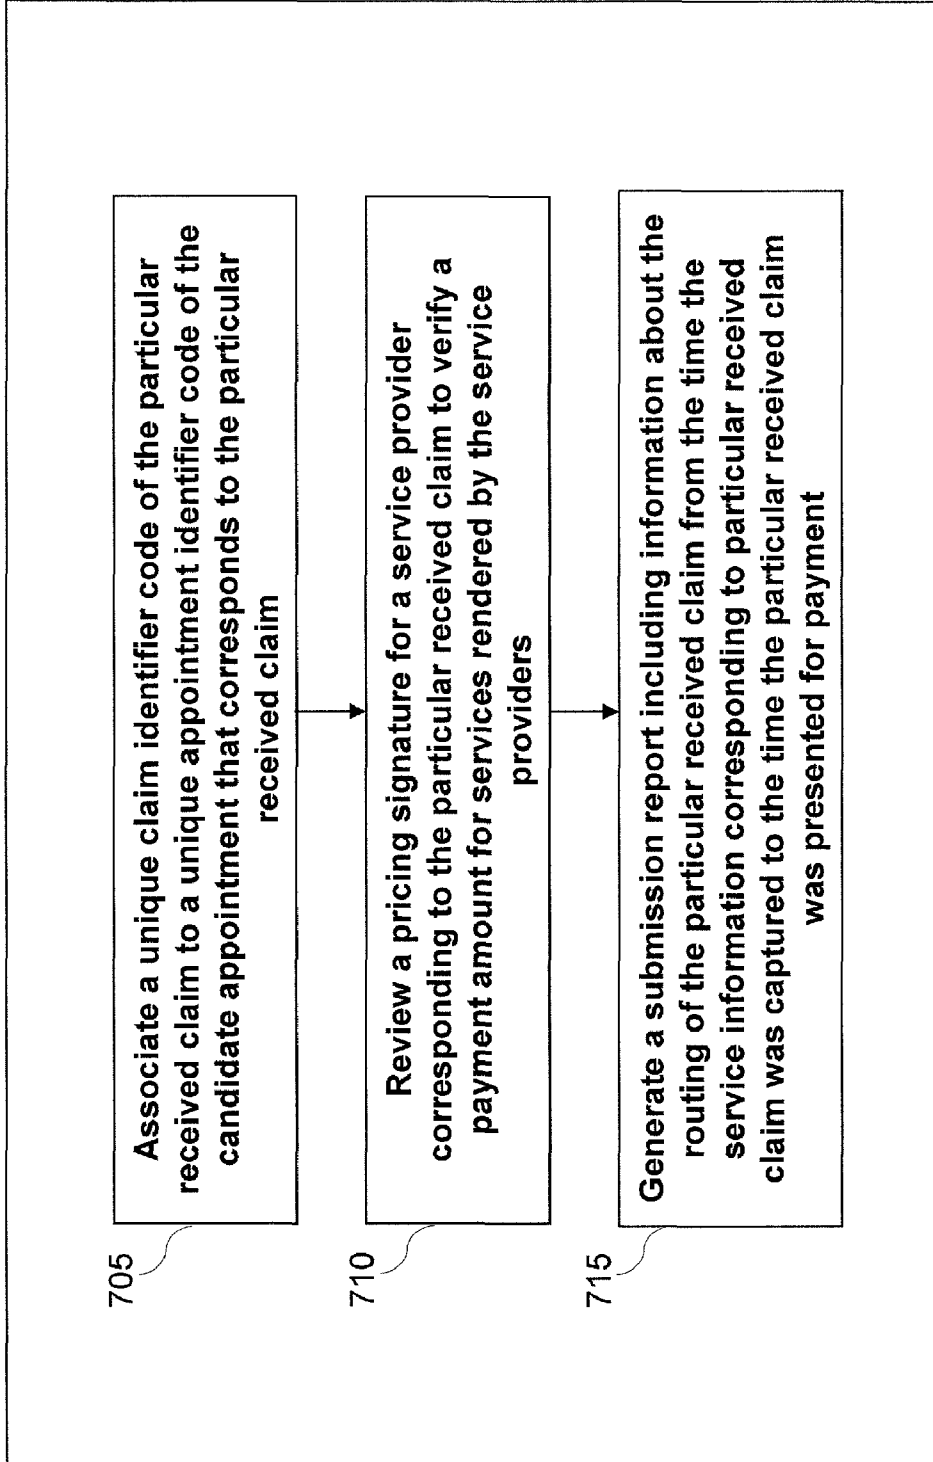 705
Associate a unique claim identifier code of the particular
received claim to a unique appointment identifier code of the
candidate appointment that corresponds to the particular
received claim
710
Review a pricing signature for a service provider
corresponding to the particular received claim to verify a
payment amount for services rendered by the service
providers
715
Generate a submission report including information about the
routing of the particular received claim from the time the
service information corresponding to particular received
claim was captured to the time the particular received claim
was presented for payment